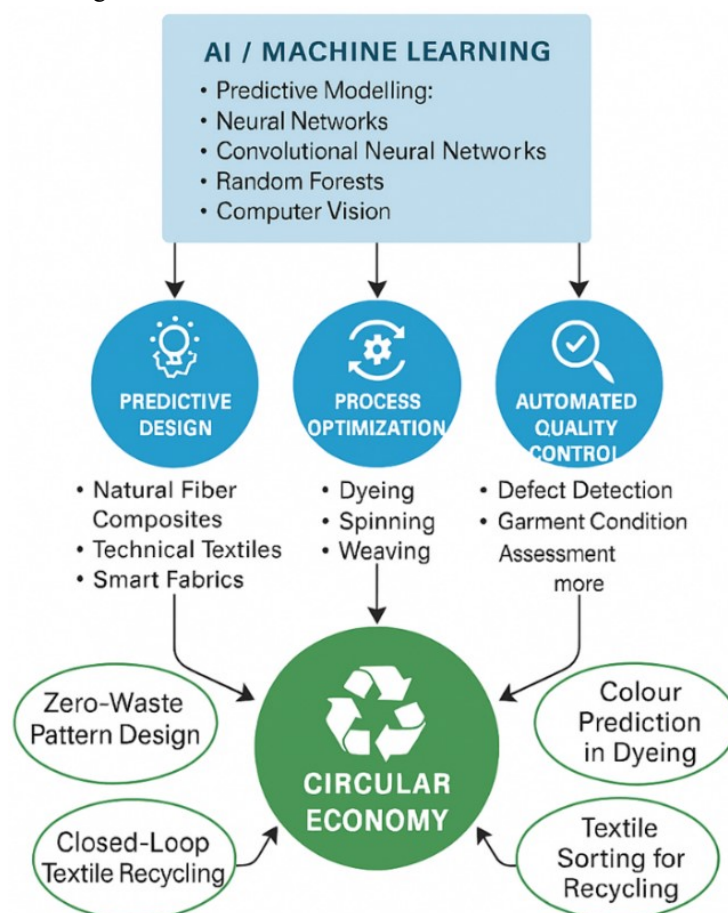 AI / MACHINE LEARNING
• Predictive Modelling:
• Neural Networks
• Convolutional Neural Networks
• Random Forests
• Computer Vision
PREDICTIVE
DESIGN
PROCESS
OPTIMIZATION
AUTOMATED
QUALITY
CONTROL
• Natural Fiber
Composites
• Technical Textiles
• Smart Fabrics
• Dyeing
• Spinning
• Weaving
• Defect Detection
• Garment Condition
Assessment
more
Zero-Waste
Pattern Design
Colour
Prediction
in Dyeing
CIRCULAR
ECONOMY
Closed-Loop
Textile Recycling
Textile
Sorting for
Recycling